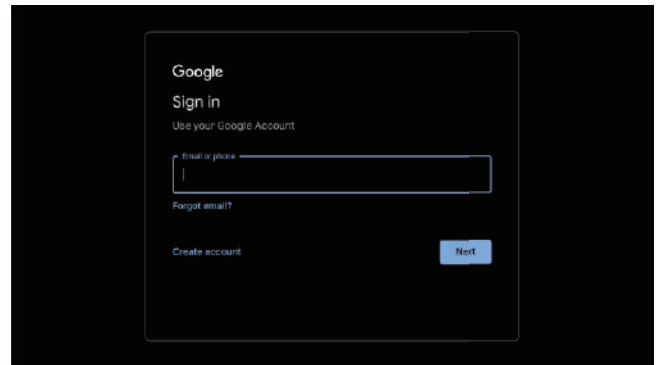 Google
Sign in
Use your Google Account
Email or phone
Forgot email?
Create account
Next